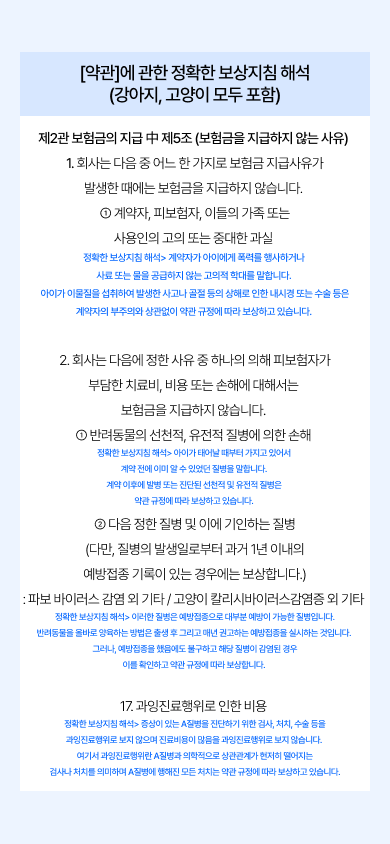 [약관]에 관한 정확한 보상지침 해석
(강아지, 고양이 모두 포함)
제2관 보험금의 지급 中 제5조 (보험금을 지급하지 않는 사유)
1. 회사는 다음 중 어느 한 가지로 보험금 지급사유가
발생한 때에는 보험금을 지급하지 않습니다.
① 계약자, 피보험자, 이들의 가족 또는
사용인의 고의 또는 중대한 과실
정확한 보상지침 해석> 계약자가 아이에게 폭력를 행사하거나
사료 또는 물을 공급하지 않는 고의적 학대를 말합니다.
아이가 이물질을 섭취하여 발생한 사고나 골절 등의 상해로 인한 내시경 또는 수술 등은
계약자의 부주의와 상관없이 약관 규정에 따라 보상하고 있습니다.
2. 회사는 다음에 정한 사유 중 하나의 의해 피보험자가
부담한 치료비, 비용 또는 손해에 대해서는
보험금을 지급하지 않습니다.
① 반려동물의 선천적, 유전적 질병에 의한 손해
정확한 보상지침 해석> 아이가 태어날 때부터 가지고 있어서
계약 전에 이미 알 수 있었던 질병을 말합니다.
계약 이후에 발병 또는 진단된 선천적 및 유전적 질병은
약관 규정에 따라 보상하고 있습니다.
② 다음 정한 질병 및 이에 기인하는 질병
(다만, 질병의 발생일로부터 과거 1년 이내의
예방접종 기록이 있는 경우에는 보상합니다.)
: 파보 바이러스 감염 외 기타 / 고양이 칼리시바이러스감염증 외 기타
정확한 보상지침 해석> 이러한 질병은 예방접종으로 대부분 예방이 가능한 질병입니다.
반려동물을 올바로 양육하는 방법은 출생 후 그리고 매년 권고하는 예방접종을 실시하는 것입니다.
그러나, 예방접종을 했음에도 불구하고 해당 질병이 감염된 경우
이를 확인하고 약관 규정에 따라 보상합니다.
17. 과잉진료행위로 인한 비용
정확한 보상지침 해석> 증상이 있는 A질병을 진단하기 위한 검사, 처치, 수술 등을
과잉진료행위로 보지 않으며 진료비용이 많음을 과잉진료행위로 보지 않습니다.
여기서 과잉진료행위란 A질병과 의학적으로 상관관계가 현저히 떨어지는
검사나 처치를 의미하며 A질병에 행해진 모든 처치는 약관 규정에 따라 보상하고 있습니다.